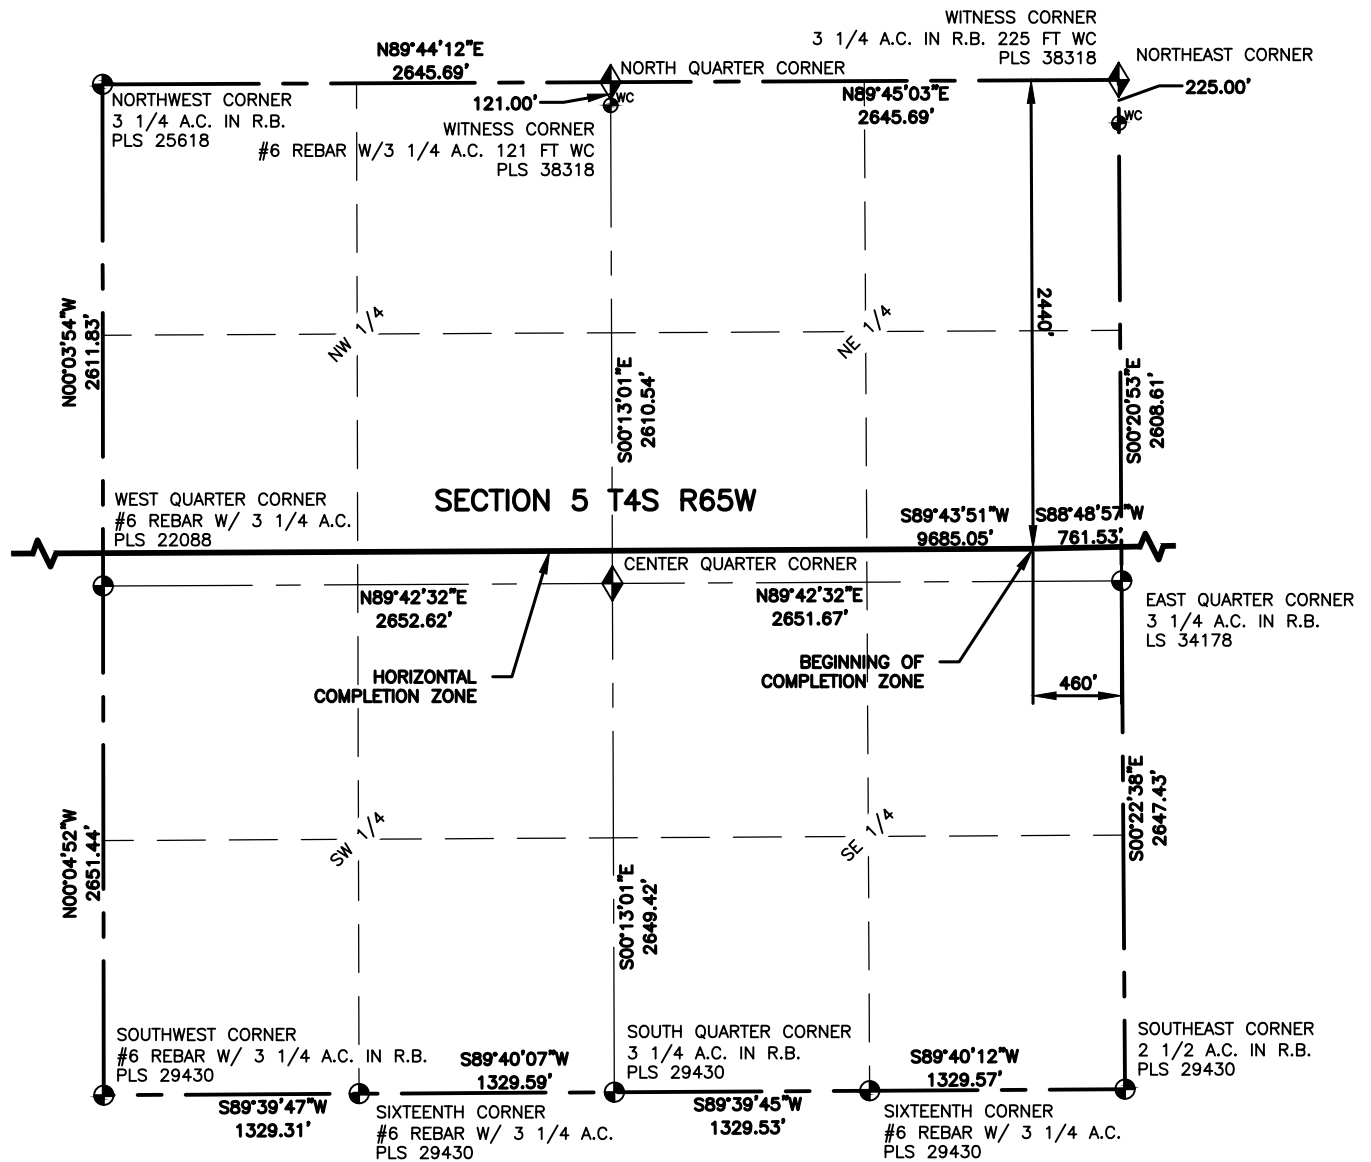 WITNESS CORNER
3 1/4 A.C. IN R.B. 225 FT WC
PLS 38318
NORTHEAST CORNER
225.00'
WC
N89°44'12"E
2645.69'
NORTH QUARTER CORNER
121.00'
WC
WITNESS CORNER
#6 REBAR W/3 1/4 A.C. 121 FT WC
PLS 38318
N89°45'03"E
2645.69'
NORTHWEST CORNER
3 1/4 A.C. IN R.B.
PLS 25618
2440'
NW 1/4
NE 1/4
N00°03'54"W
2611.83'
S00°13'01"E
2610.54'
S00°20'53"E
2608.61'
WEST QUARTER CORNER
#6 REBAR W/ 3 1/4 A.C.
PLS 22088
SECTION 5 T4S R65W
S89°43'51"W
9685.05'
S88°48'57"W
761.53'
CENTER QUARTER CORNER
N89°42'32"E
2652.62'
N89°42'32"E
2651.67'
EAST QUARTER CORNER
3 1/4 A.C. IN R.B.
LS 34178
HORIZONTAL
COMPLETION ZONE
BEGINNING OF
COMPLETION ZONE
460'
N00°04'52"W
2651.44'
SW 1/4
SE 1/4
S00°13'01"E
2649.42'
S00°22'38"E
2647.43'
SOUTHWEST CORNER
#6 REBAR W/ 3 1/4 A.C. IN R.B.
PLS 29430
S89°40'07"W
1329.59'
SOUTH QUARTER CORNER
3 1/4 A.C. IN R.B.
PLS 29430
S89°40'12"W
1329.57'
SOUTHEAST CORNER
2 1/2 A.C. IN R.B.
PLS 29430
S89°39'47"W
1329.31'
SIXTEENTH CORNER
#6 REBAR W/ 3 1/4 A.C.
PLS 29430
S89°39'45"W
1329.53'
SIXTEENTH CORNER
#6 REBAR W/ 3 1/4 A.C.
PLS 29430